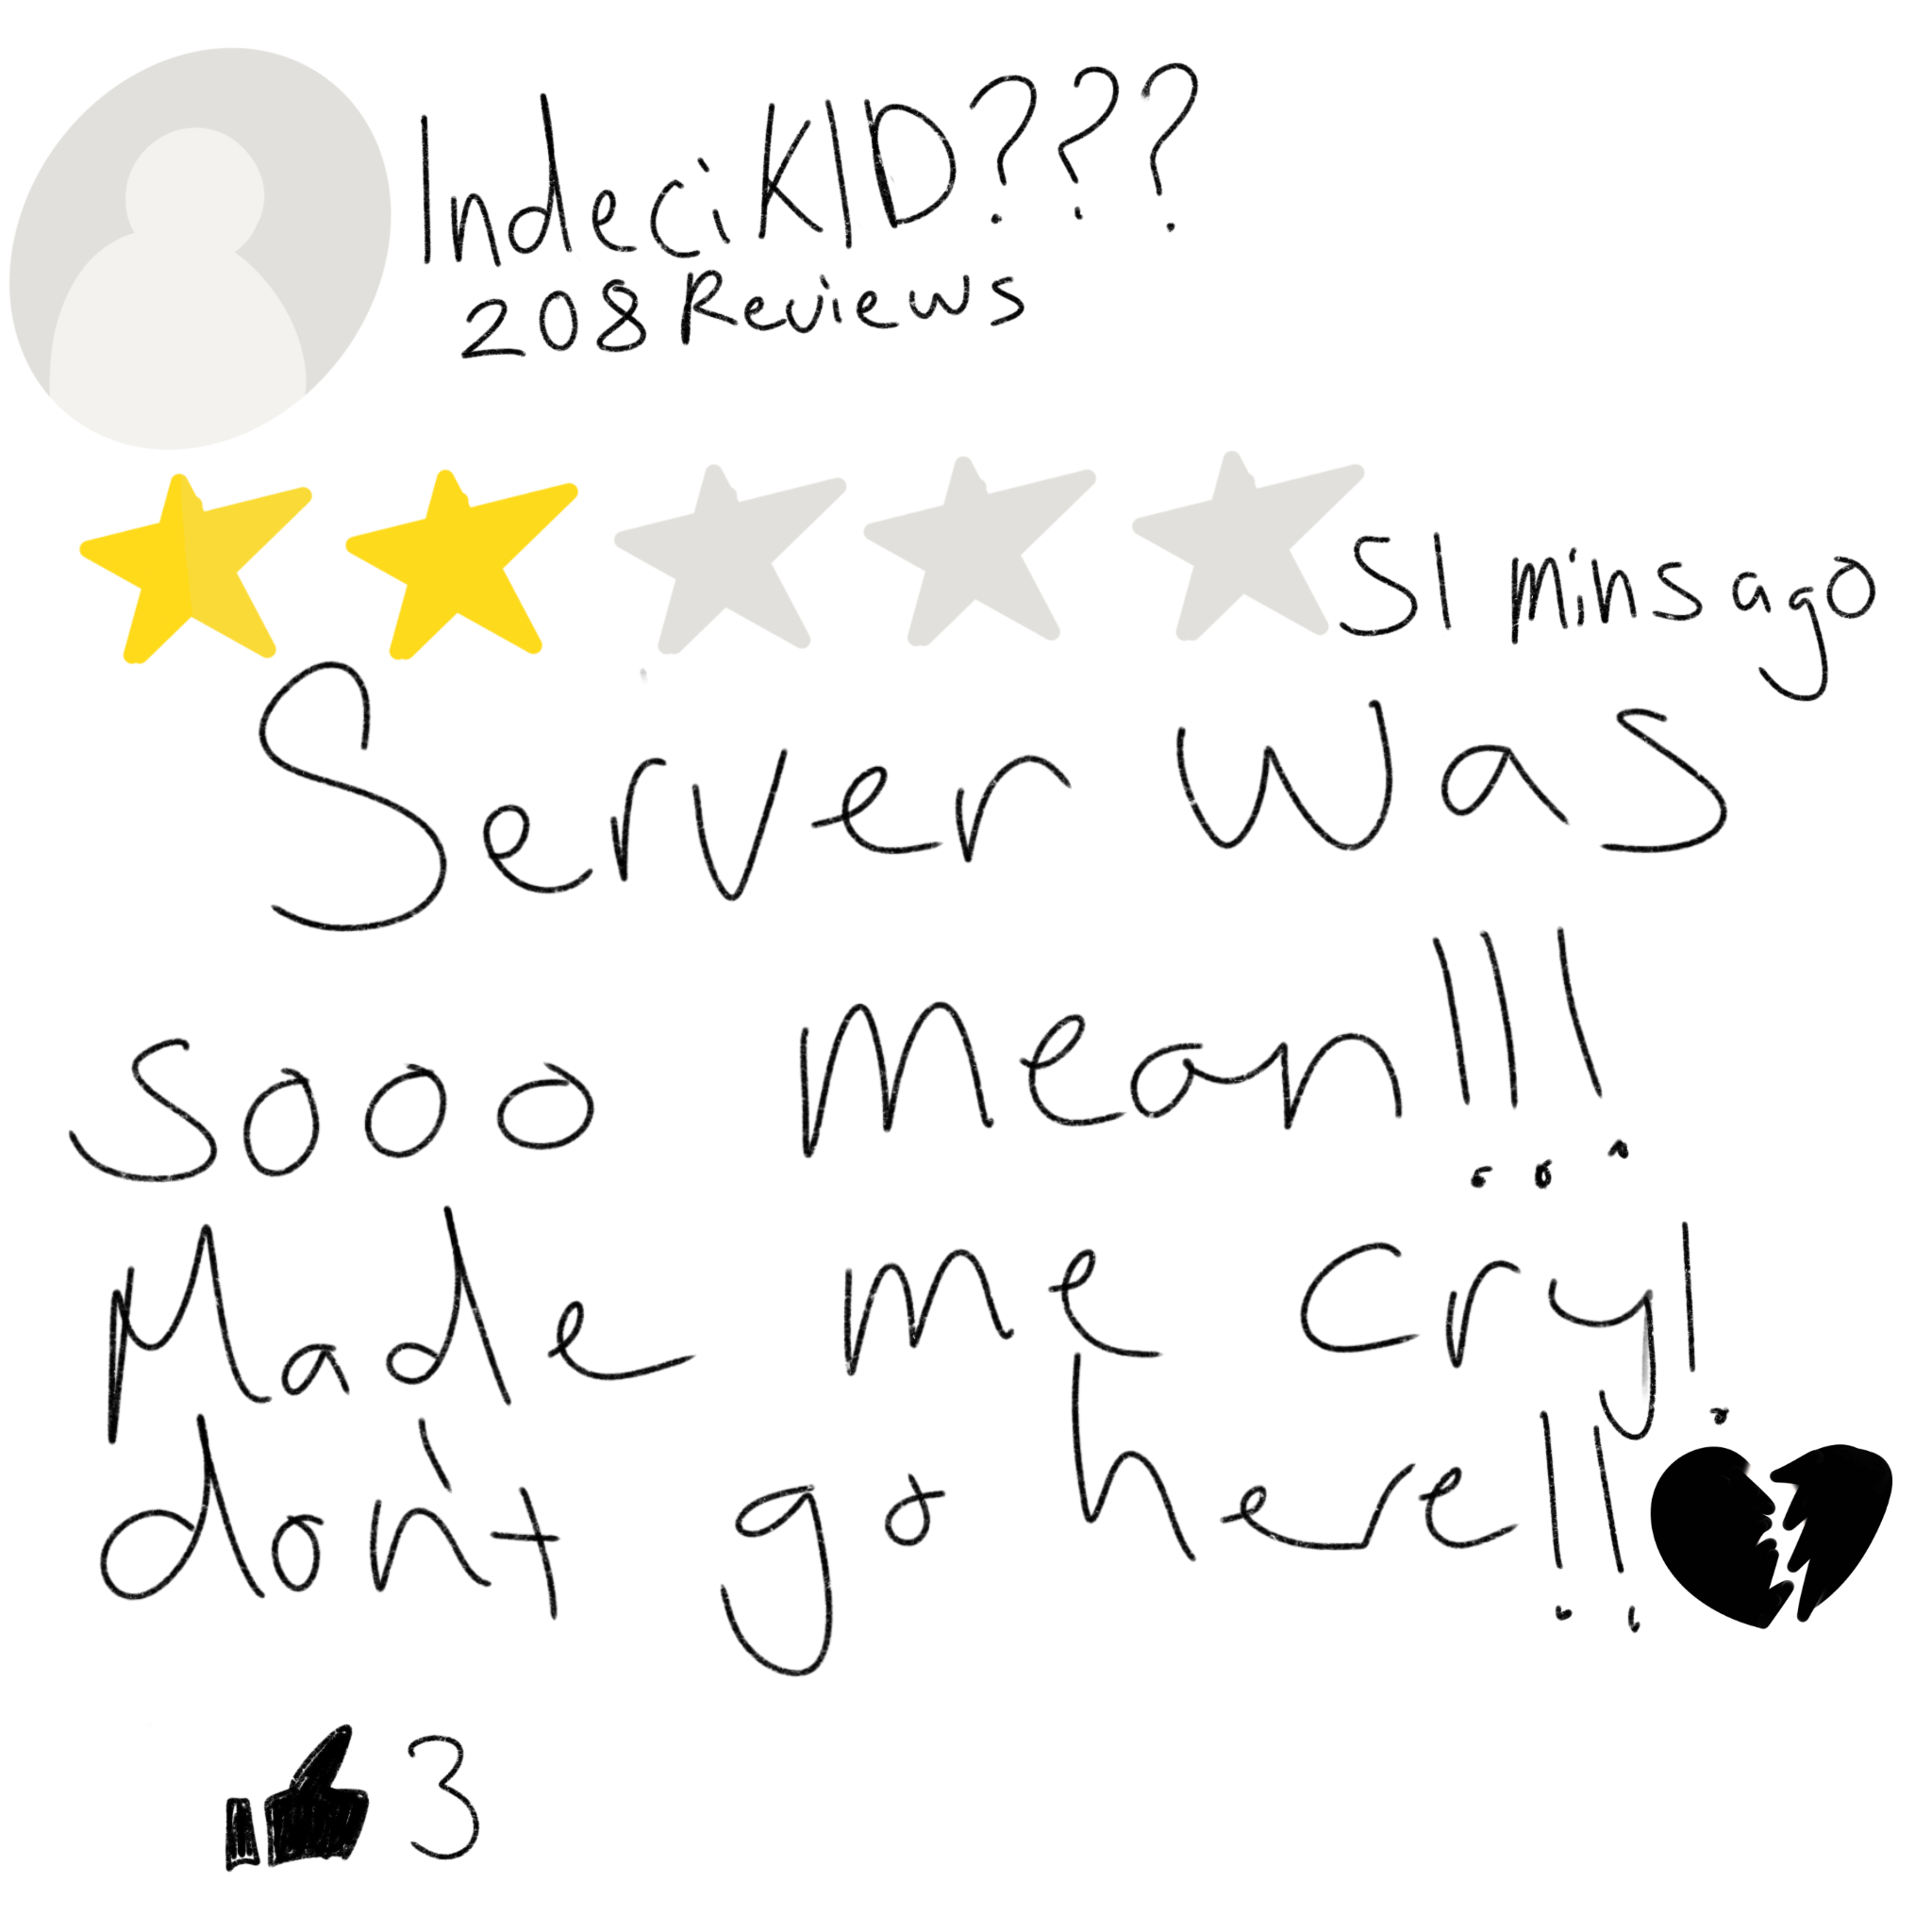 IndeciKID???
208 Reviews
51 mins ago
Server was
sooo mean!!!
Made me cry!
don't go here!!
3